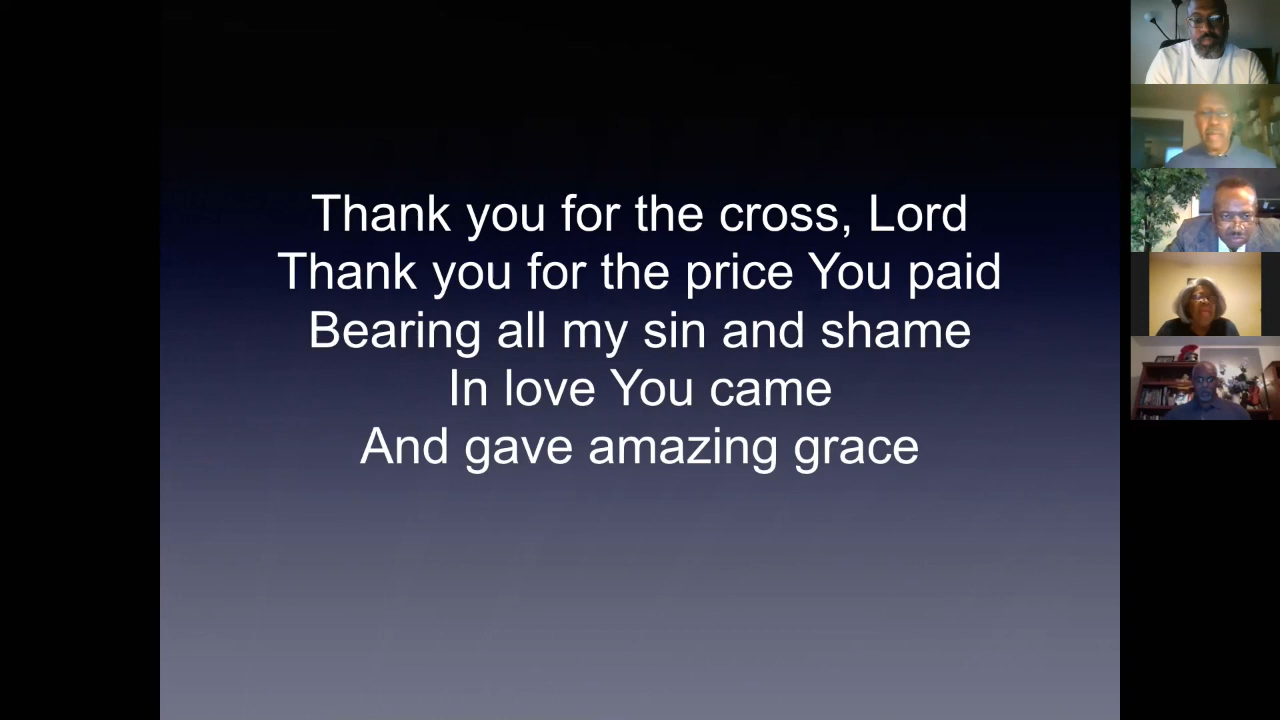 Thank you for the cross, Lord
Thank you for the price You paid
Bearing all my sin and shame
In love You came
And gave amazing grace